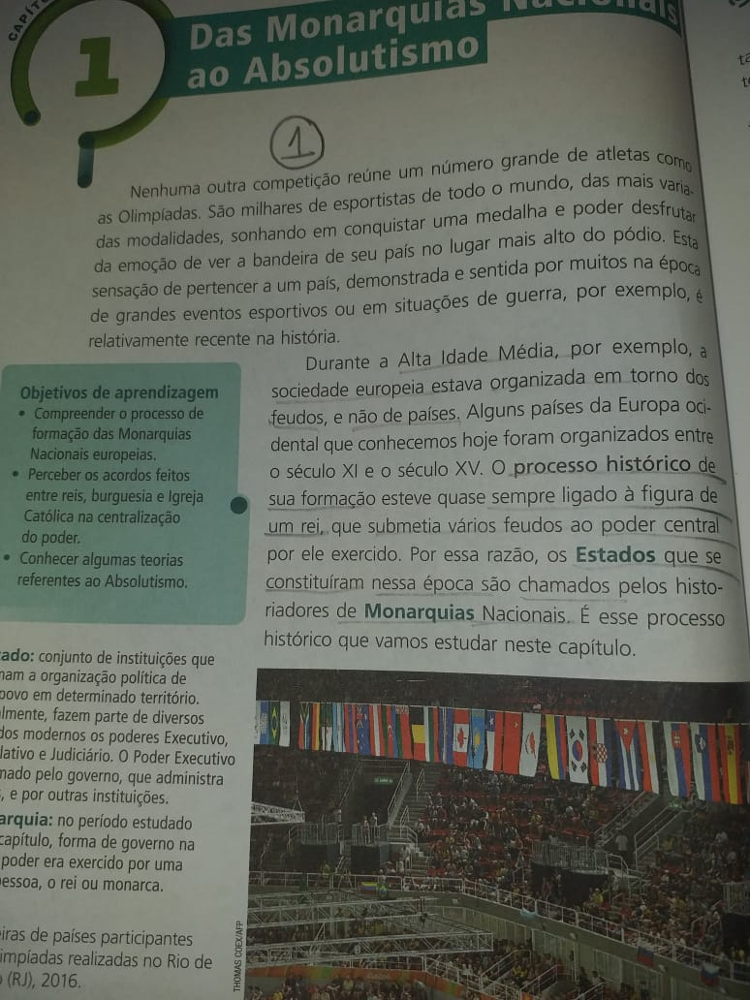 CAPÍT
1
Das Monarquias Nacionais
ao Absolutismo
1
Nenhuma outra competição reúne um número grande de atletas como
as Olimpíadas. São milhares de esportistas de todo o mundo, das mais varia-
das modalidades, sonhando em conquistar uma medalha e poder desfrutar
da emoção de ver a bandeira de seu país no lugar mais alto do pódio. Esta
sensação de pertencer a um país, demonstrada e sentida por muitos na época
de grandes eventos esportivos ou em situações de guerra, por exemplo, é
relativamente recente na história.
Durante a Alta Idade Média, por exemplo, a
sociedade europeia estava organizada em torno dos
feudos, e não de países. Alguns países da Europa oci-
dental que conhecemos hoje foram organizados entre
o século XI e o século XV. O processo histórico de
sua formação esteve quase sempre ligado à figura de
um rei, que submetia vários feudos ao poder central
por ele exercido. Por essa razão, os Estados que se
constituíram nessa época são chamados pelos histo-
riadores de Monarquias Nacionais. É esse processo
histórico que vamos estudar neste capítulo.
Objetivos de aprendizagem
• Compreender o processo de
formação das Monarquias
Nacionais europeias.
• Perceber os acordos feitos
entre reis, burguesia e Igreja
Católica na centralização
do poder.
• Conhecer algumas teorias
referentes ao Absolutismo.
tado: conjunto de instituições que
nam a organização política de
povo em determinado território.
almente, fazem parte de diversos
dos modernos os poderes Executivo,
lativo e Judiciário. O Poder Executivo
nado pelo governo, que administra
, e por outras instituições.
arquia: no período estudado
capítulo, forma de governo na
poder era exercido por uma
pessoa, o rei ou monarca.
eiras de países participantes
limpíadas realizadas no Rio de
o (RJ), 2016.
THOMAS COEX/AFP